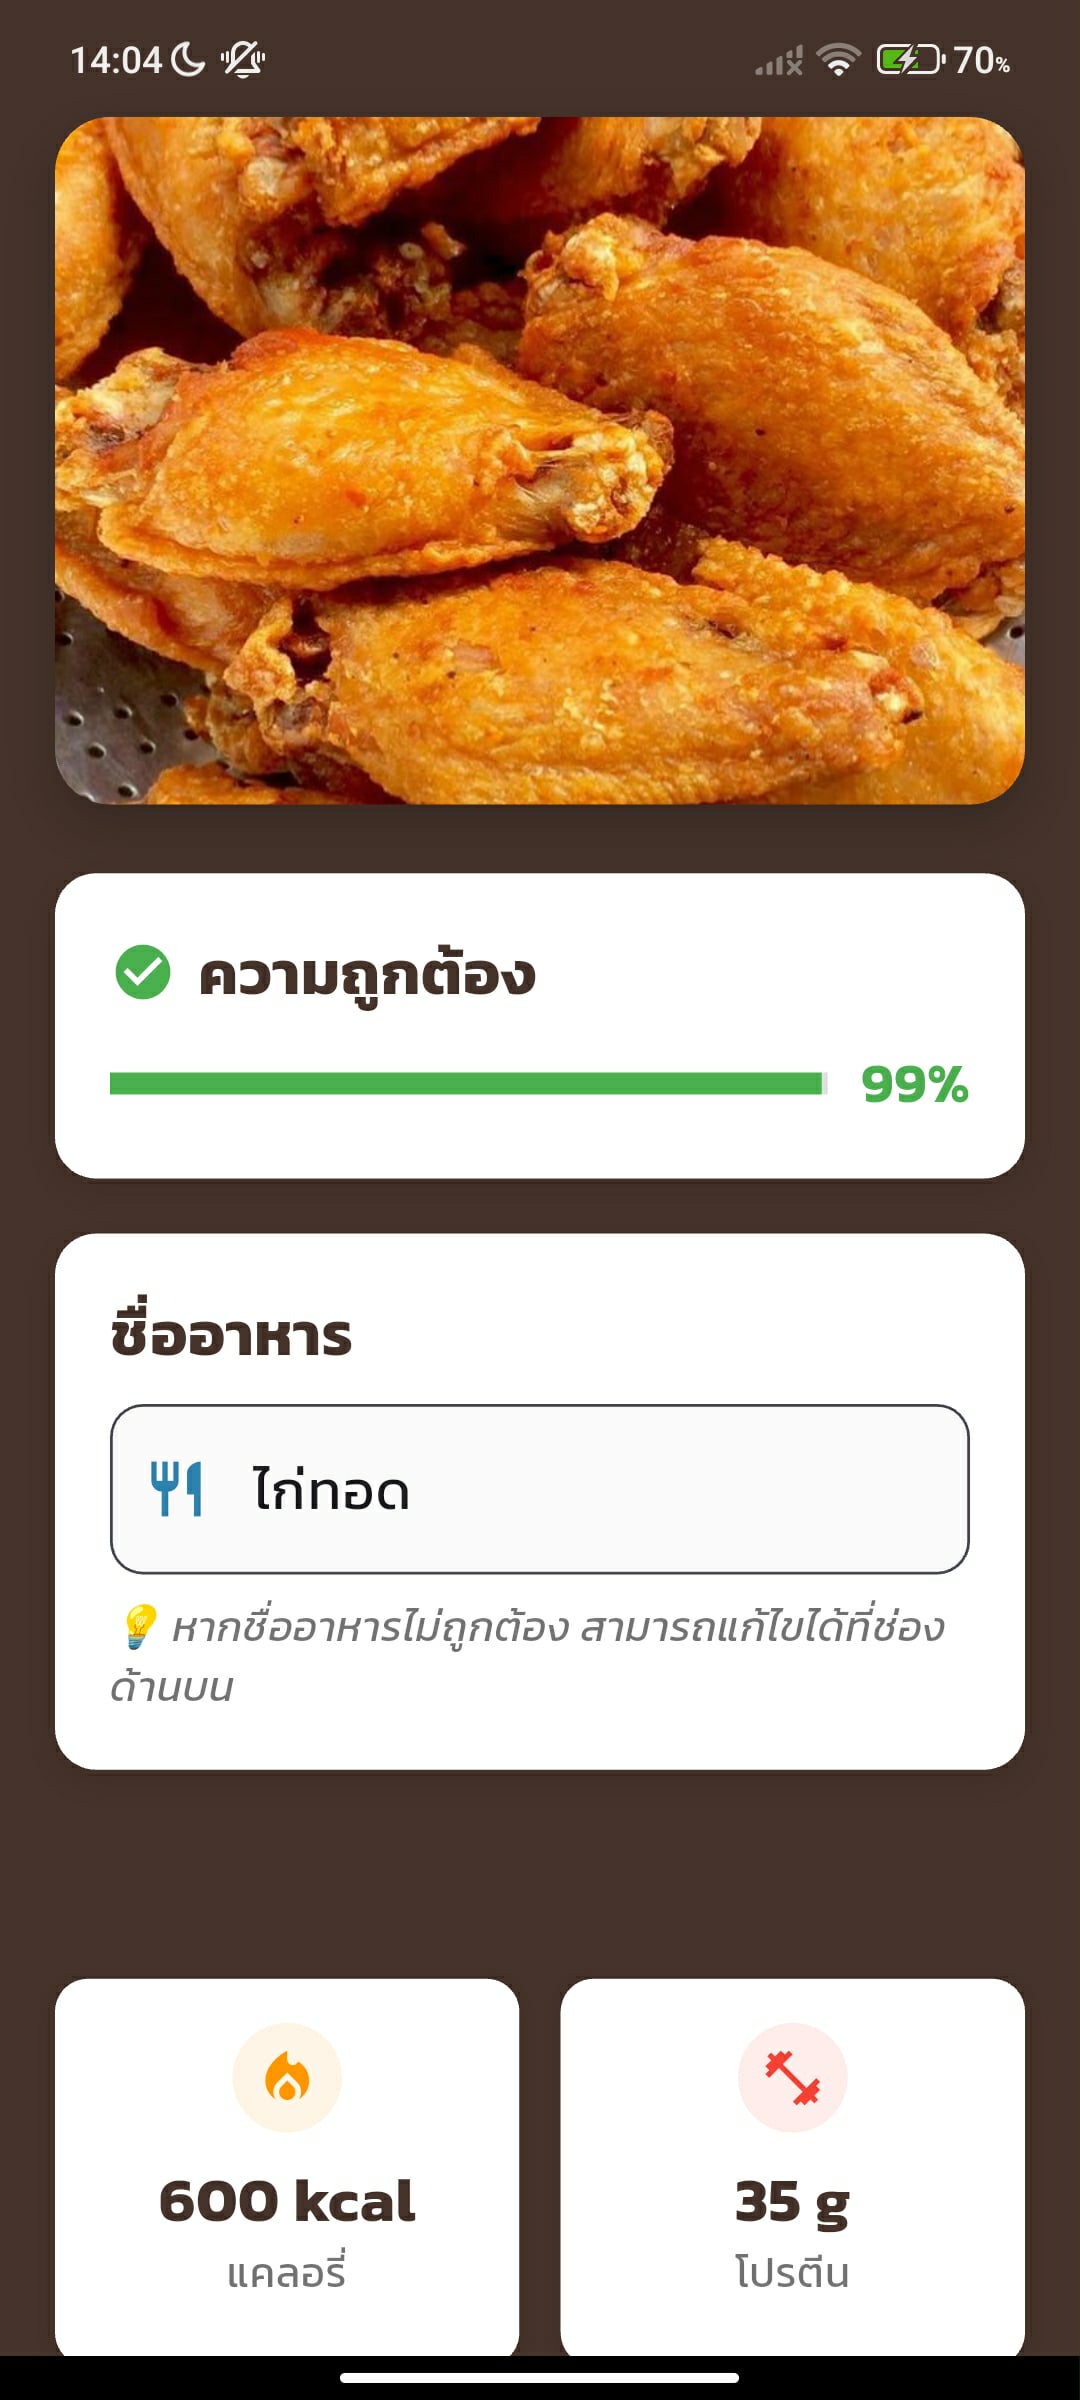 14:04
70%
ความถูกต้อง
99%
ชื่ออาหาร
ไก่ทอด
💡 หากชื่ออาหารไม่ถูกต้อง สามารถแก้ไขได้ที่ช่อง
ด้านบน
600 kcal
แคลอรี่
35 g
โปรตีน